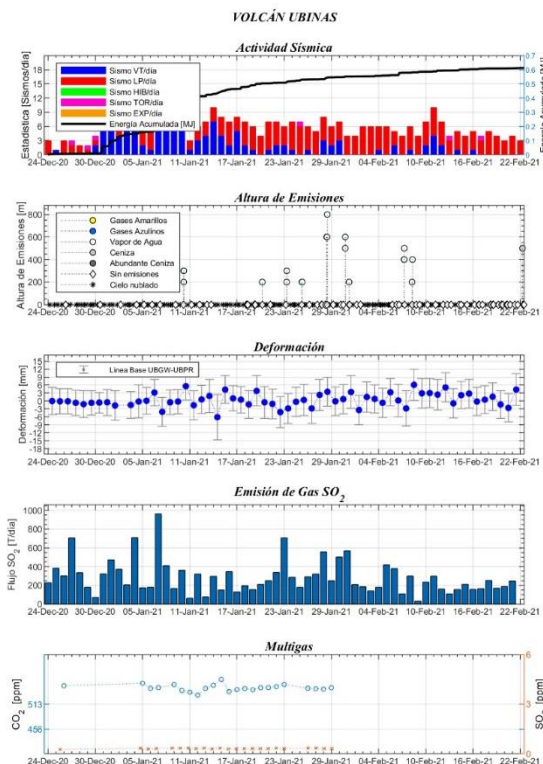 VOLCÁN UBINAS
Actividad Sísmica
Estadística [Sismos/día]
18
15
12
9
6
3
0
Sismo VT/día
Sismo LP/día
Sismo HIB/día
Sismo TOR/día
Sismo EXP/día
Energía Acumulada [MJ]
0.7
0.6
0.5
0.4
0.3
0.2
0.1
0
Energía Acumulada [MJ]
24-Dec-20 30-Dec-20 05-Jan-21 11-Jan-21 17-Jan-21 23-Jan-21 29-Jan-21 04-Feb-21 10-Feb-21 16-Feb-21 22-Feb-21
Altura de Emisiones
Altura de Emisiones [m]
800
600
400
200
0
Gases Amarillos
Gases Azulinos
Vapor de Agua
Ceniza
Abundante Ceniza
Sin emisiones
Cielo nublado
24-Dec-20 30-Dec-20 05-Jan-21 11-Jan-21 17-Jan-21 23-Jan-21 29-Jan-21 04-Feb-21 10-Feb-21 16-Feb-21 22-Feb-21
Deformación
Deformación [mm]
15
12
9
6
3
0
-3
-6
-9
-12
-15
-18
Línea Base UBGW-UBPR
24-Dec-20 30-Dec-20 05-Jan-21 11-Jan-21 17-Jan-21 23-Jan-21 29-Jan-21 04-Feb-21 10-Feb-21 16-Feb-21 22-Feb-21
Emisión de Gas SO2
Flujo SO2 [T/día]
1000
800
600
400
200
0
24-Dec-20 30-Dec-20 05-Jan-21 11-Jan-21 17-Jan-21 23-Jan-21 29-Jan-21 04-Feb-21 10-Feb-21 16-Feb-21 22-Feb-21
Multigas
CO2 [ppm]
513
456
6
4
2
0
24-Dec-20 30-Dec-20 05-Jan-21 11-Jan-21 17-Jan-21 23-Jan-21 29-Jan-21 04-Feb-21 10-Feb-21 16-Feb-21 22-Feb-21